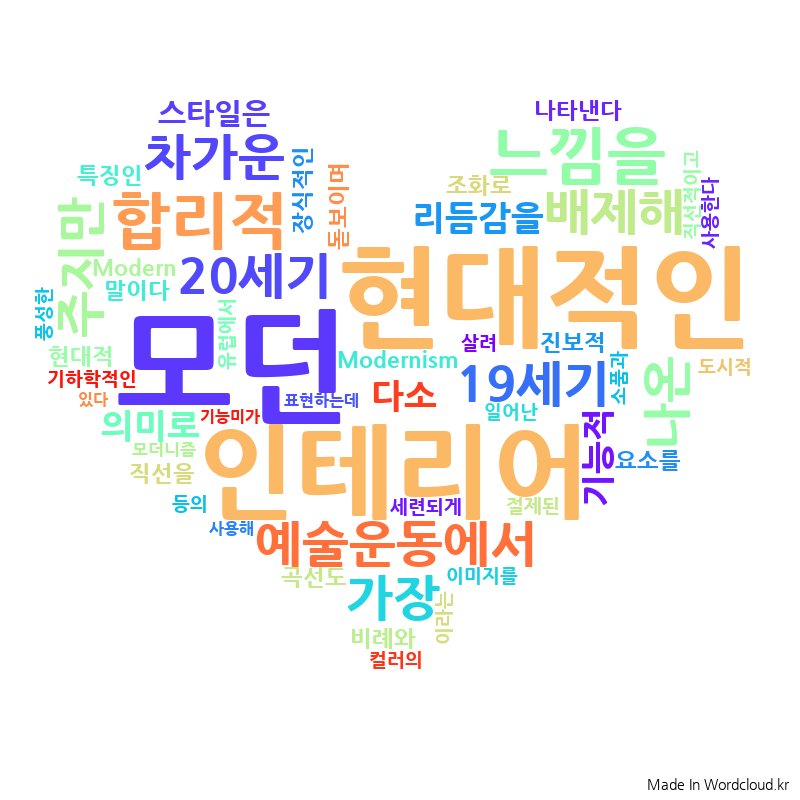 스타일은
나타낸다
차가운
느낌을
특징인
장식적인
돋보이며
조화로
직선적이고
사용한다
합리적
리듬감을
배제해
주지만
Modern
20세기
현대적인
말이다
풍성한
유럽에서
모던
살려
진보적
현대적
Modernism
소품과
도시적
기하학적인
다소
19세기
나온
있다
표현하는데
의미로
기능미가
일어난
모더니즘
인테리어
기능적
직선을
요소를
등의
세련되게
절제된
사용해
예술운동에서
곡선도
가장
이미지를
이라는
비례와
컬러의
Made In Wordcloud.kr